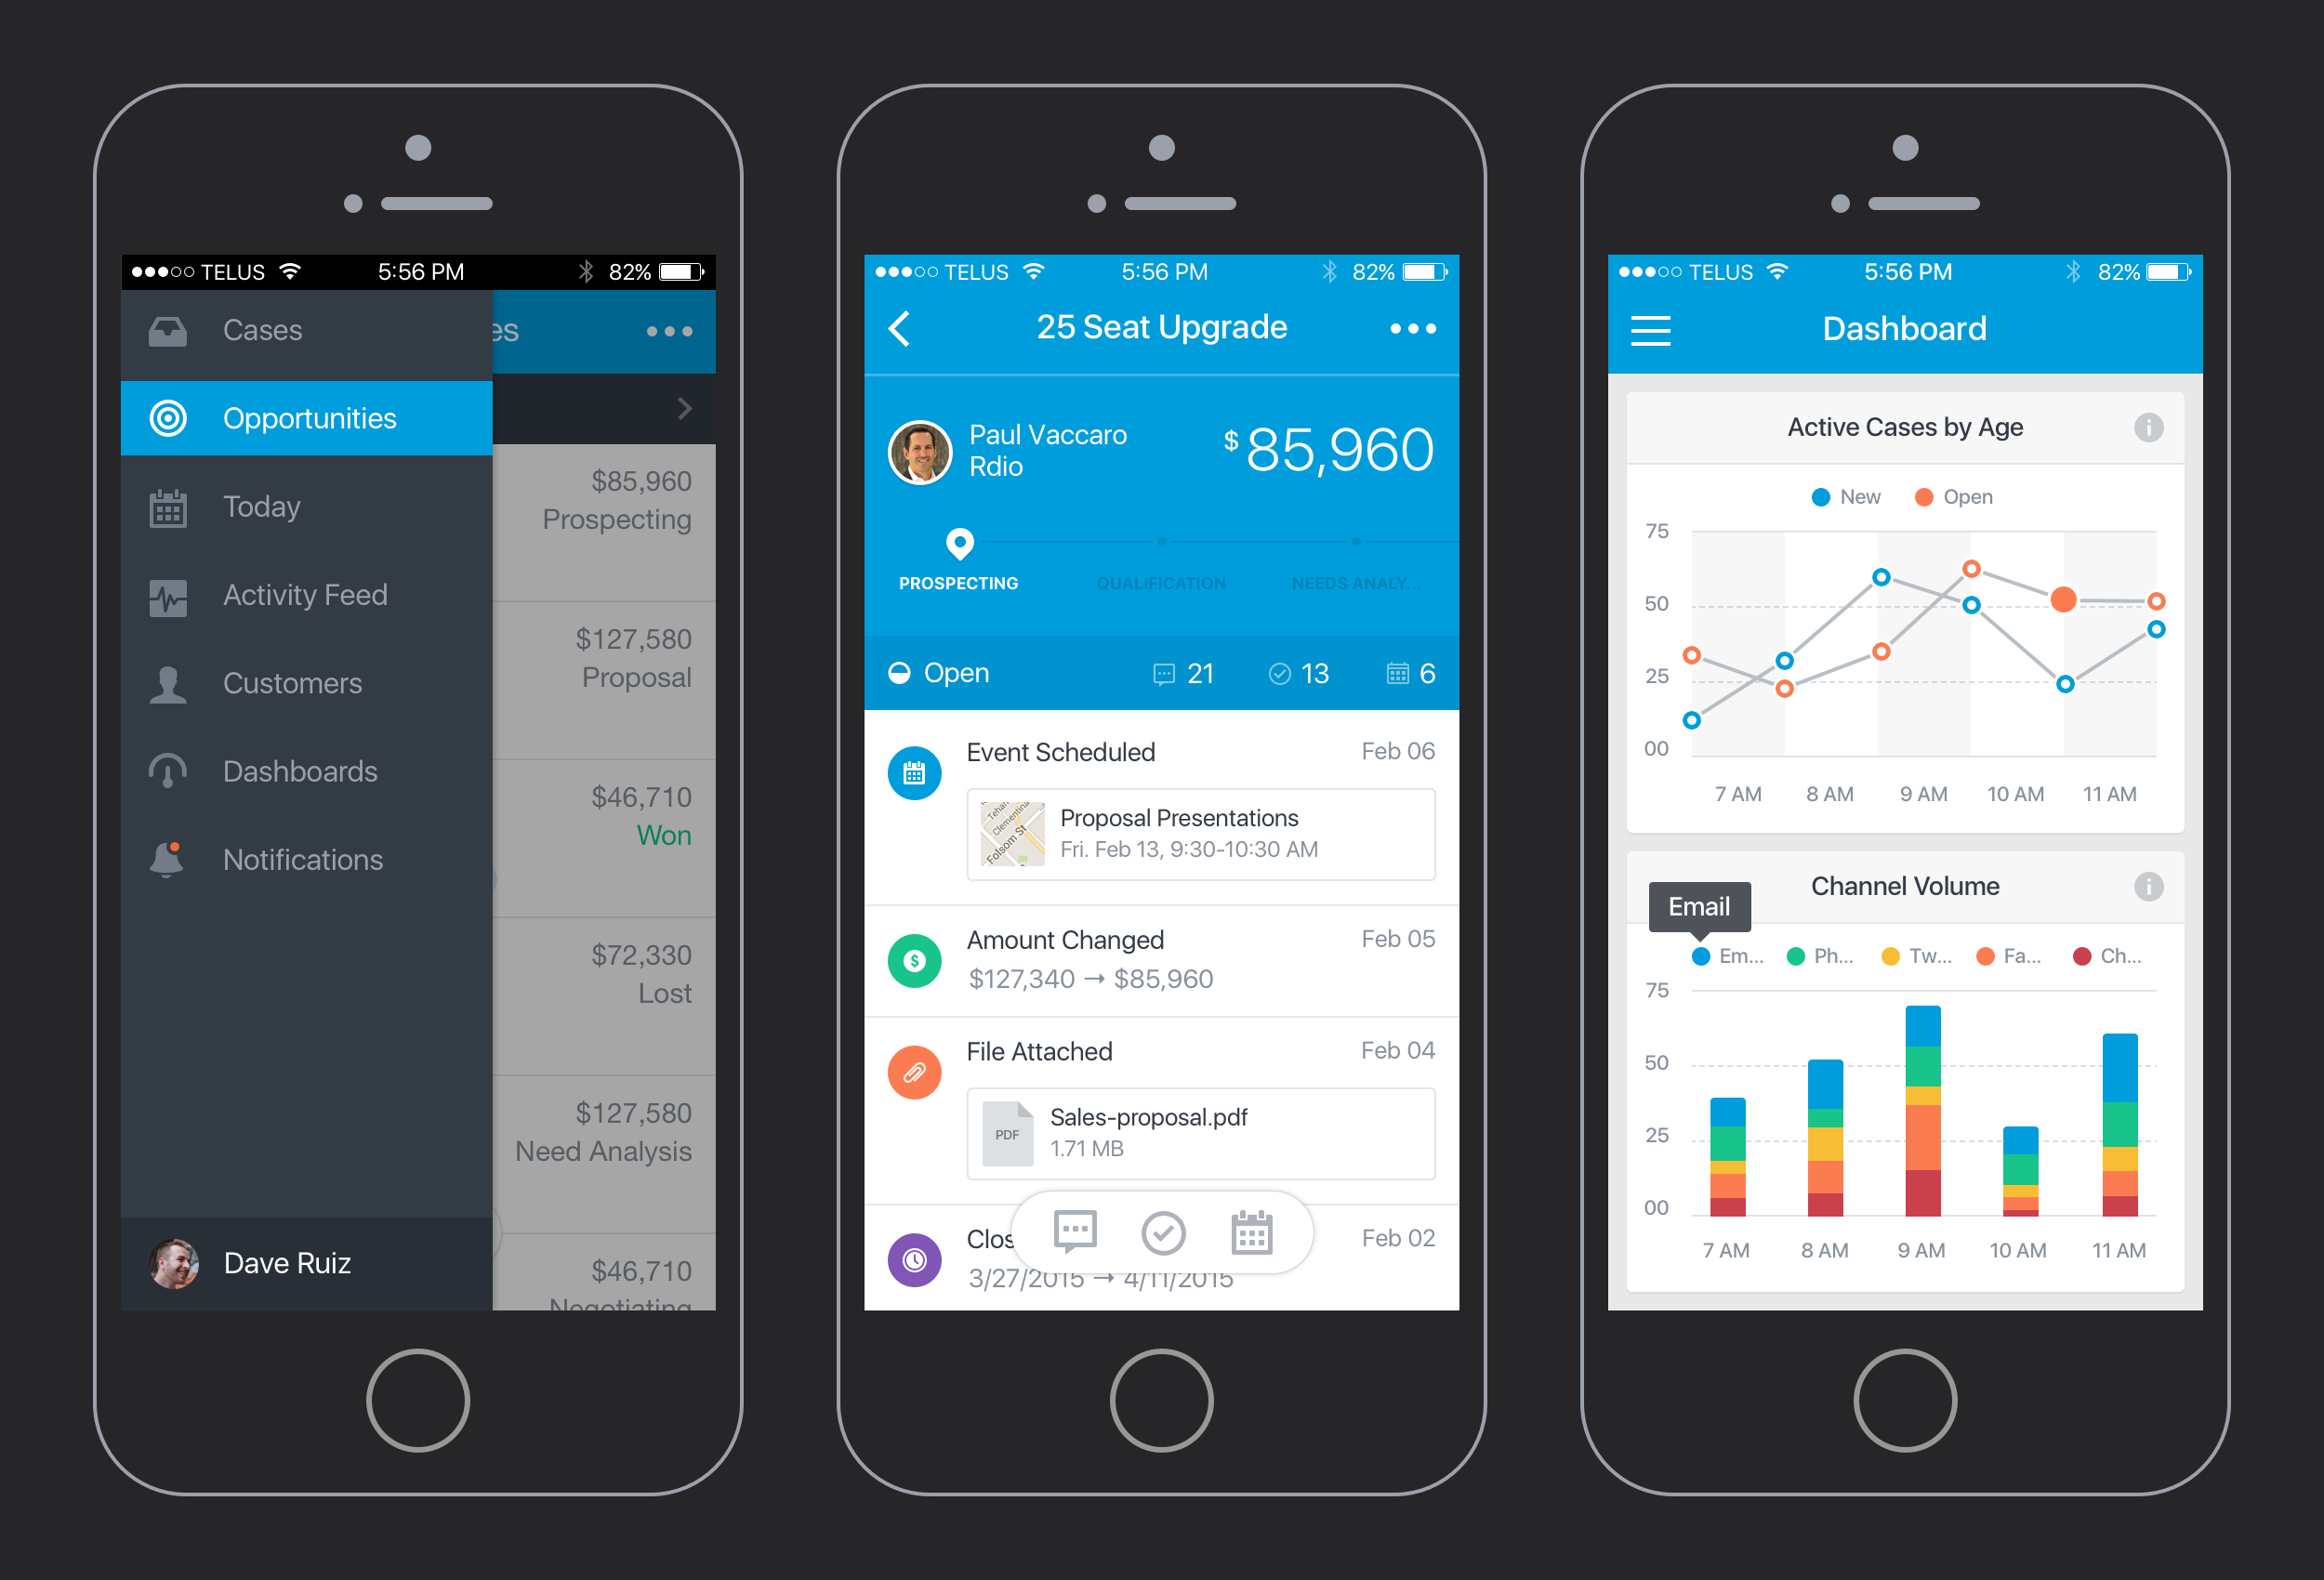 TELUS 5:56 PM 82%
es
Cases
Opportunities
Today
Activity Feed
Customers
Dashboards
Notifications
Dave Ruiz
$85,960
Prospecting
$127,580
Proposal
$46,710
Won
$72,330
Lost
$127,580
Need Analysis
$46,710
Negotiating
TELUS 5:56 PM 82%
25 Seat Upgrade
Paul Vaccaro
Rdio
$85,960
PROSPECTING QUALIFICATION NEEDS ANALY...
Open 21 13 6
Event Scheduled Feb 06
Tehan
Clementina
Folsom St
Proposal Presentations
Fri. Feb 13, 9:30-10:30 AM
Amount Changed Feb 05
$127,340 → $85,960
File Attached Feb 04
PDF
Sales-proposal.pdf
1.71 MB
Clos Feb 02
3/27/2015 → 4/11/2015
TELUS 5:56 PM 82%
Dashboard
Active Cases by Age
New Open
75
50
25
00
7 AM 8 AM 9 AM 10 AM 11 AM
Channel Volume
Email
Em... Ph... Tw... Fa... Ch...
75
50
25
00
7 AM 8 AM 9 AM 10 AM 11 AM